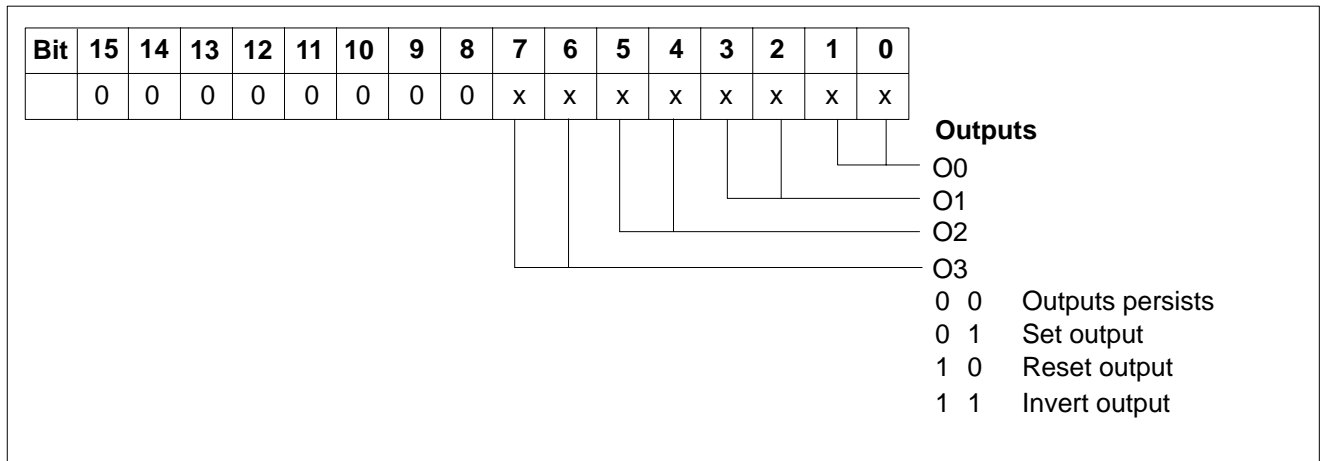 Bit 15 14 13 12 11 10 9 8 7 6 5 4 3 2 1 0
0 0 0 0 0 0 0 0 x x x x x x x x
Outputs
O0
O1
O2
O3
0 0 Outputs persists
0 1 Set output
1 0 Reset output
1 1 Invert output